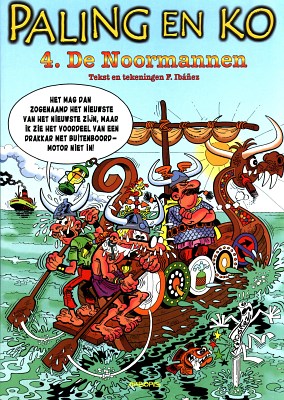 PALING EN KO
4. De Noormannen
Tekst en tekeningen F. Ibáñez
HET MAG DAN
ZOGENAAMD HET NIEUWSTE
VAN HET NIEUWSTE ZIJN, MAAR
IK ZIE HET VOORDEEL VAN EEN
DRAKKAR MET BUITENBOORD-
MOTOR NIET IN!